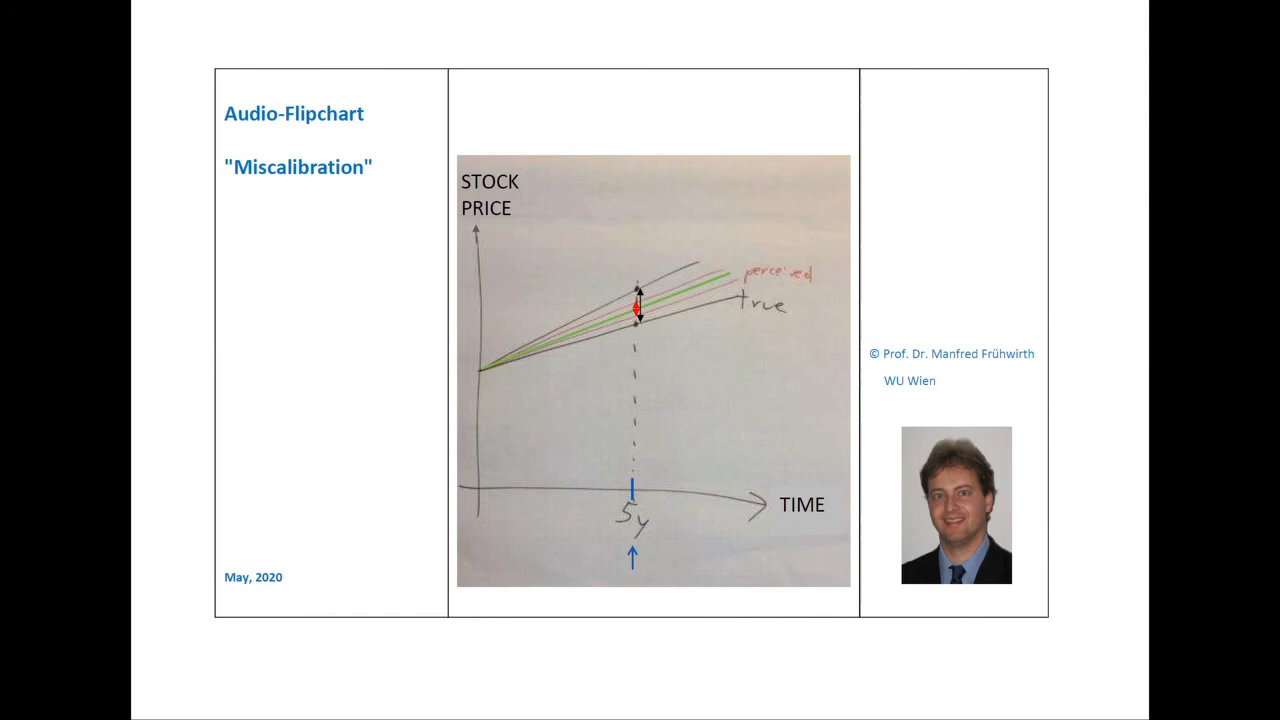 Audio-Flipchart
"Miscalibration"
STOCK
PRICE
perceived
true
© Prof. Dr. Manfred Frühwirth
WU Wien
TIME
5y
May, 2020